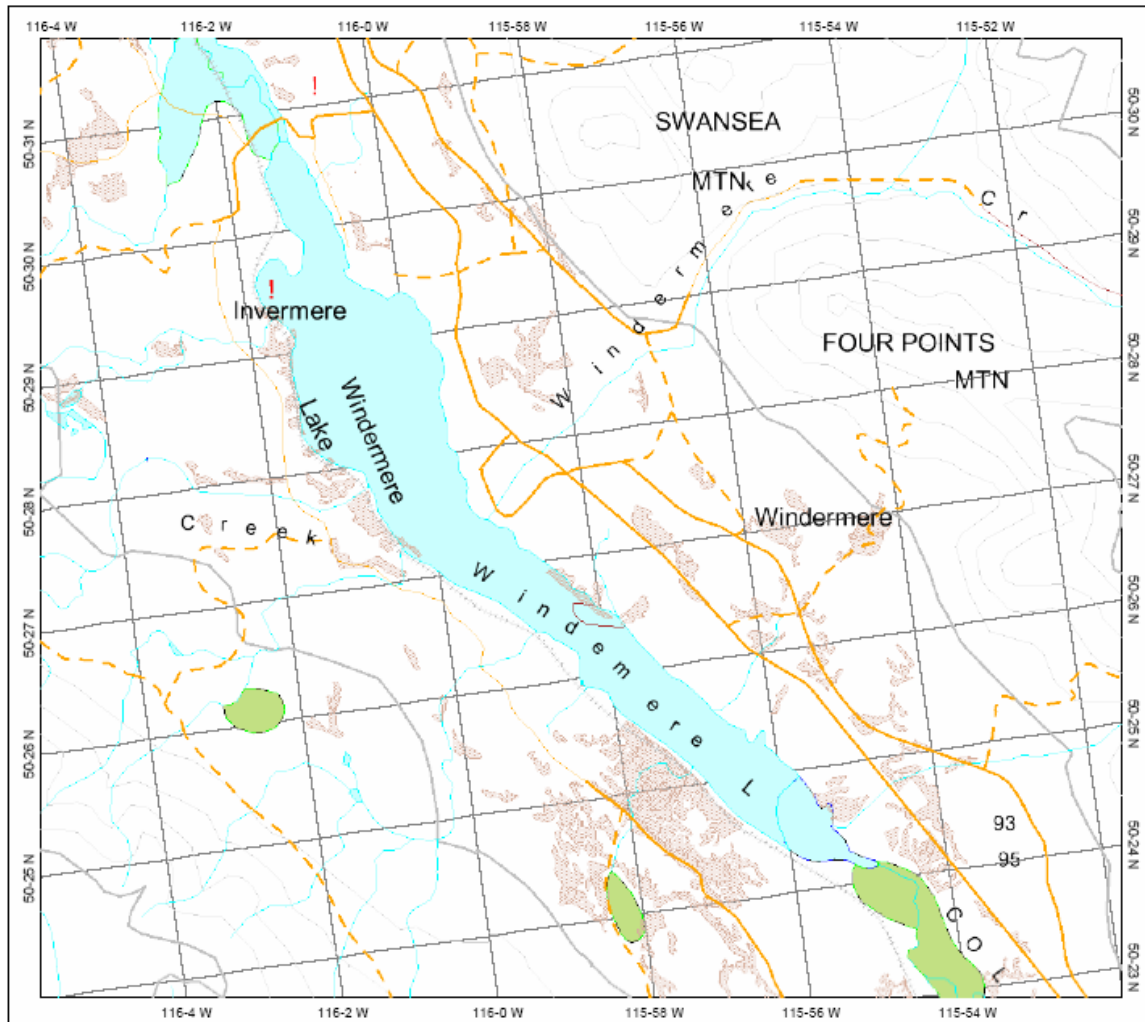 116-4 W 116-2 W 116-0 W 115-58 W 115-56 W 115-54 W 115-52 W
50-31 N
50-30 N
50-29 N
50-28 N
50-27 N
50-26 N
50-25 N
50-30 N
50-29 N
50-28 N
50-27 N
50-26 N
50-25 N
50-24 N
50-23 N
SWANSEA
MTN
Windermere Cr
!
!
Invermere
FOUR POINTS
MTN
Windermere
Lake
Creek
Windermere
Windemere L
93
95
COL
116-4 W 116-2 W 116-0 W 115-58 W 115-56 W 115-54 W